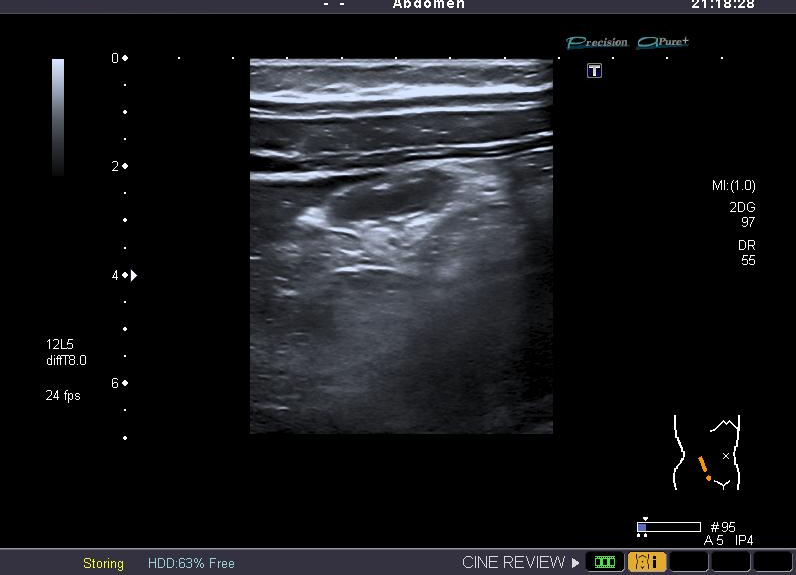 - - Abdomen 21:18:28
Precision APure+
T
0
2
4
6
MI:(1.0)
2DG
97
DR
55
12L5
diffT8.0
24 fps
#95
A 5 IP4
Storing HDD:63% Free CINE REVIEW
i